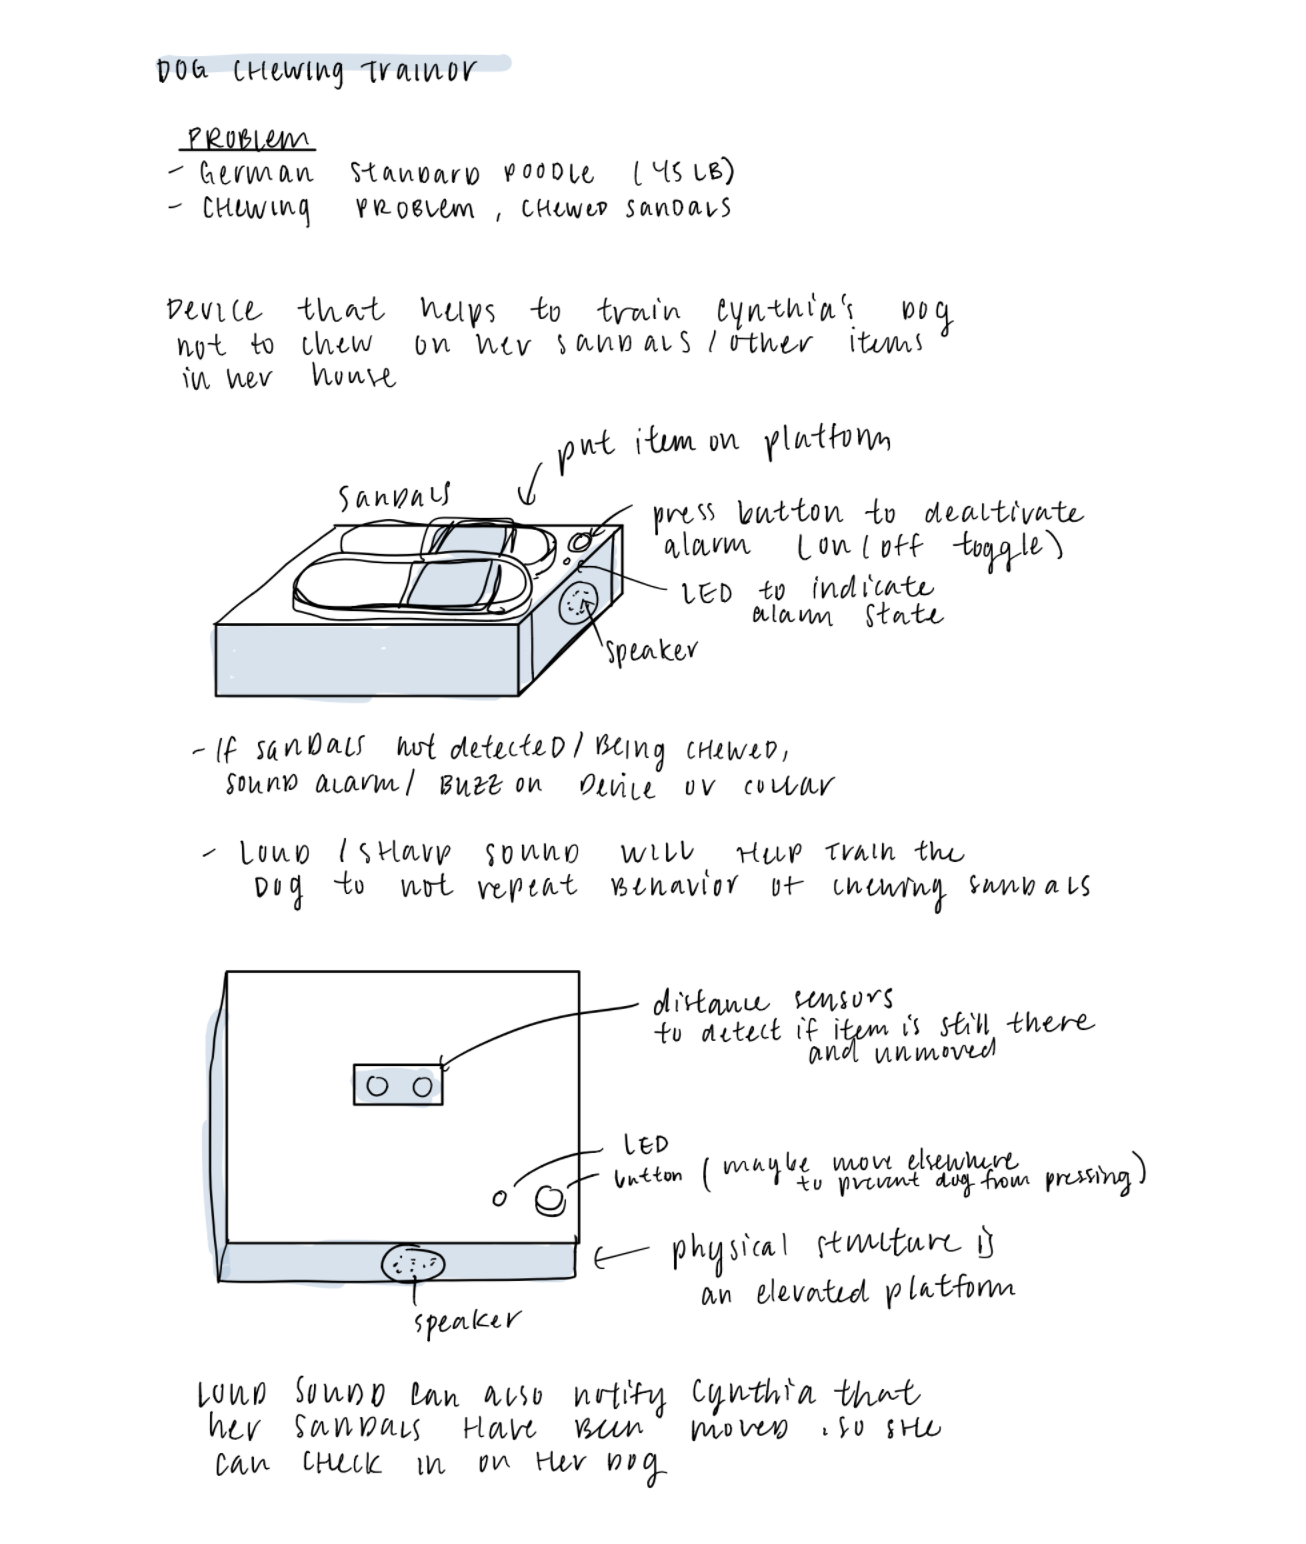 DOG CHewing Trainor
PROBLem
- German Standard Poodle (45 LB)
- CHewing PROBLem, CHewed Sandals
Device that helps to train Cynthia's Dog
not to chew on her sandals / other items
in her house
put item on platform
Sandals
press button to deactivate
alarm (on/off toggle)
LED to indicate
alarm state
speaker
- If sandals not detected / Being CHewed,
sound alarm / Buzz on Device or collar
- Loud / SHarp sound will Help train the
Dog to not repeat Behavior of chewing sandals
distance sensors
to detect if item is still there
and unmoved
LED
button (maybe move elsewhere
to prevent dog from pressing)
physical structure is
an elevated platform
speaker
Loud Sound can also notify Cynthia that
her sandals Have Been moved . so sHe
can CHeck in on Her Dog